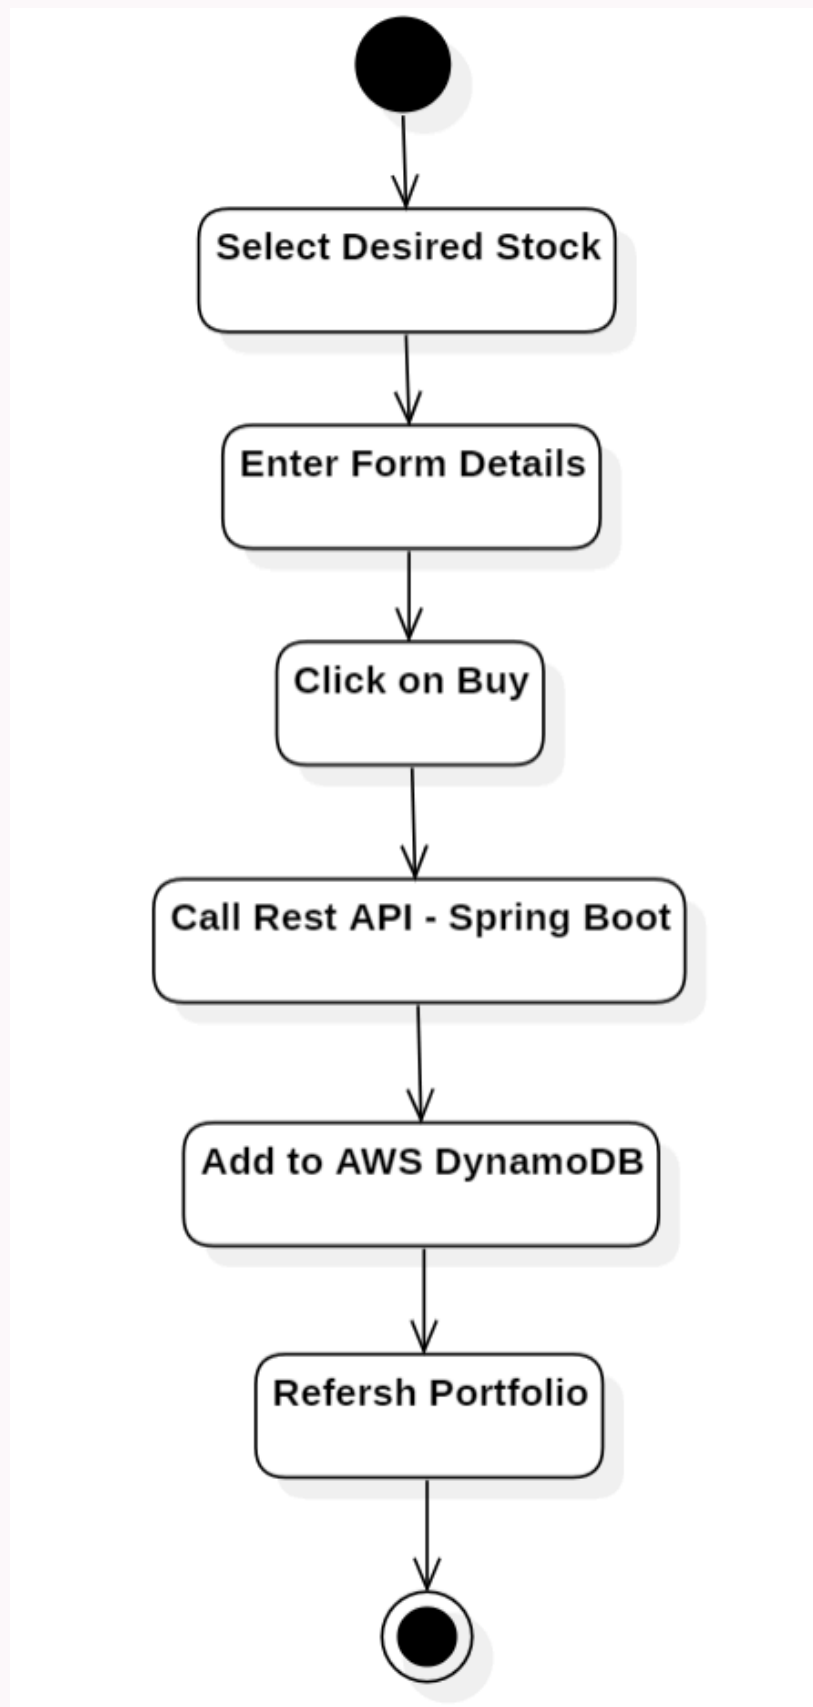 Select Desired Stock
Enter Form Details
Click on Buy
Call Rest API - Spring Boot
Add to AWS DynamoDB
Refersh Portfolio